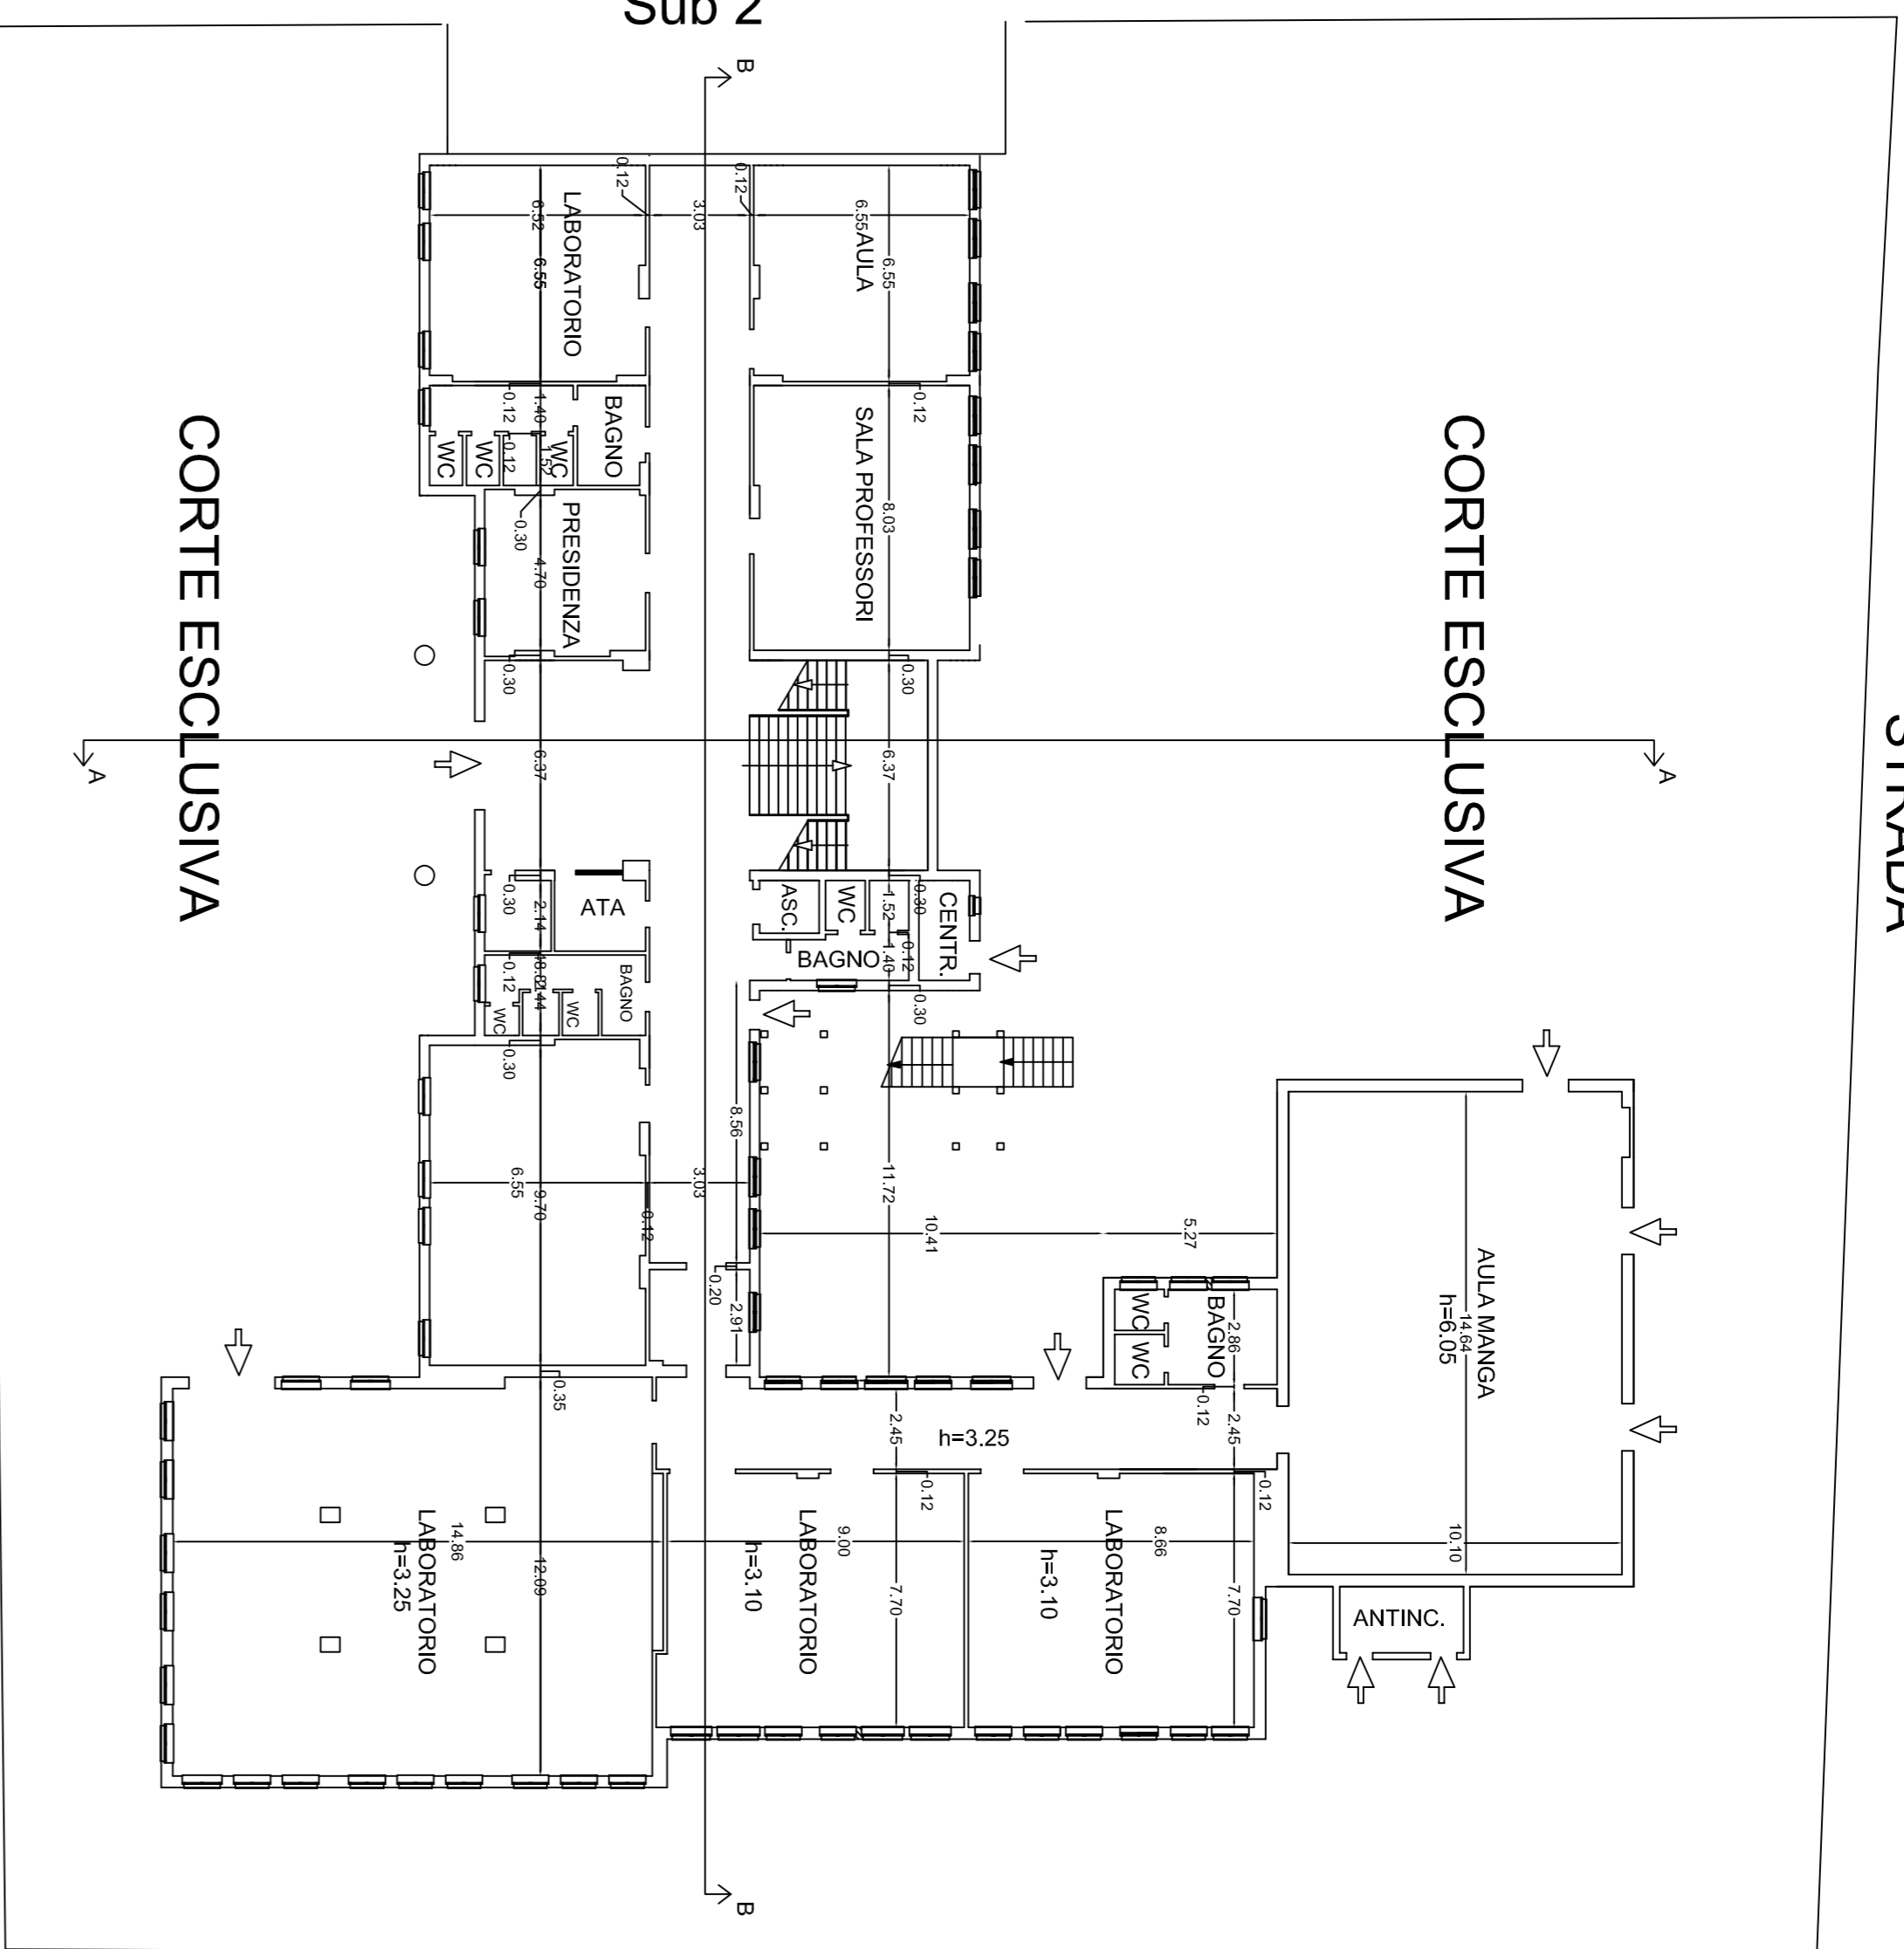 Sub 2
B
0.12
0.12
3.03
6.52
6.55
LABORATORIO
6.55
AULA
6.55
0.12
1.40
0.12
BAGNO
WC
WC
0.12
1.52
WC
SALA PROFESSORI
8.03
0.12
CORTE ESCLUSIVA
CORTE ESCLUSIVA
0.30
PRESIDENZA
4.70
0.30
0.30
STRADA
A
A
6.37
6.37
0.30
2.14
ATA
ASC.
WC
1.52
0.30
CENTR.
BAGNO
1.40
0.12
0.12
BAGNO
WC
WC
0.30
0.30
8.56
3.03
11.72
6.55
9.70
0.12
10.41
5.27
0.20
2.91
WC
WC
BAGNO
2.86
AULA MANGA
14.64
h=6.05
0.35
0.12
2.45
h=3.25
2.45
0.12
0.12
LABORATORIO
14.86
h=3.25
12.09
LABORATORIO
9.00
h=3.10
7.70
LABORATORIO
8.66
h=3.10
7.70
10.10
ANTINC.
B